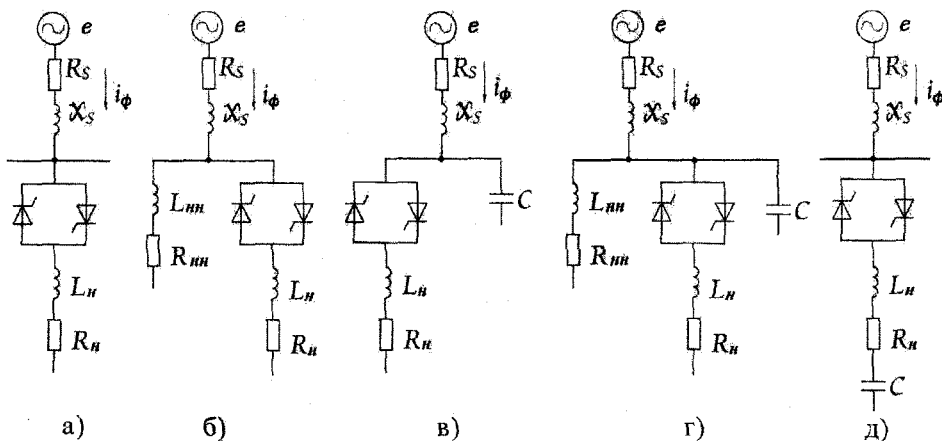 e e e e e
R_S R_S R_S R_S R_S
i_ф i_ф i_ф i_ф i_ф
X_S X_S X_S X_S X_S
L_нн C L_нн C
R_нн R_нн
L_н L_н L_н L_н L_н
R_н R_н R_н R_н R_н
C
а) б) в) г) д)